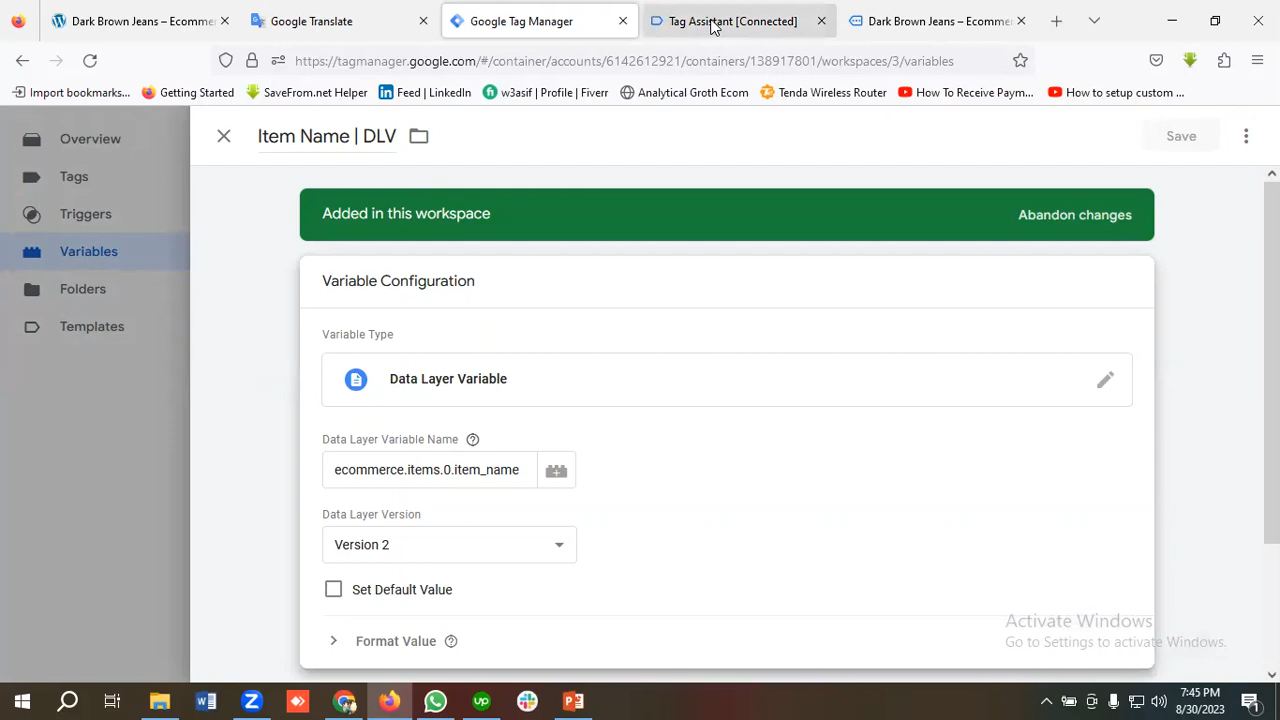 Dark Brown Jeans – Ecommer
Google Translate
Google Tag Manager
Tag Assistant [Connected]
Dark Brown Jeans – Ecomme
https://tagmanager.google.com/#/container/accounts/6142612921/containers/138917801/workspaces/3/variables
Import bookmarks...
Getting Started
SaveFrom.net Helper
Feed | LinkedIn
w3asif | Profile | Fiverr
Analytical Groth Ecom
Tenda Wireless Router
How To Receive Paym...
How to setup custom ...
Overview
Tags
Triggers
Variables
Folders
Templates
Item Name | DLV
Save
Added in this workspace
Abandon changes
Variable Configuration
Variable Type
Data Layer Variable
Data Layer Variable Name
ecommerce.items.0.item_name
Data Layer Version
Version 2
Set Default Value
Format Value
Activate Windows
Go to Settings to activate Windows.
7:45 PM
8/30/2023